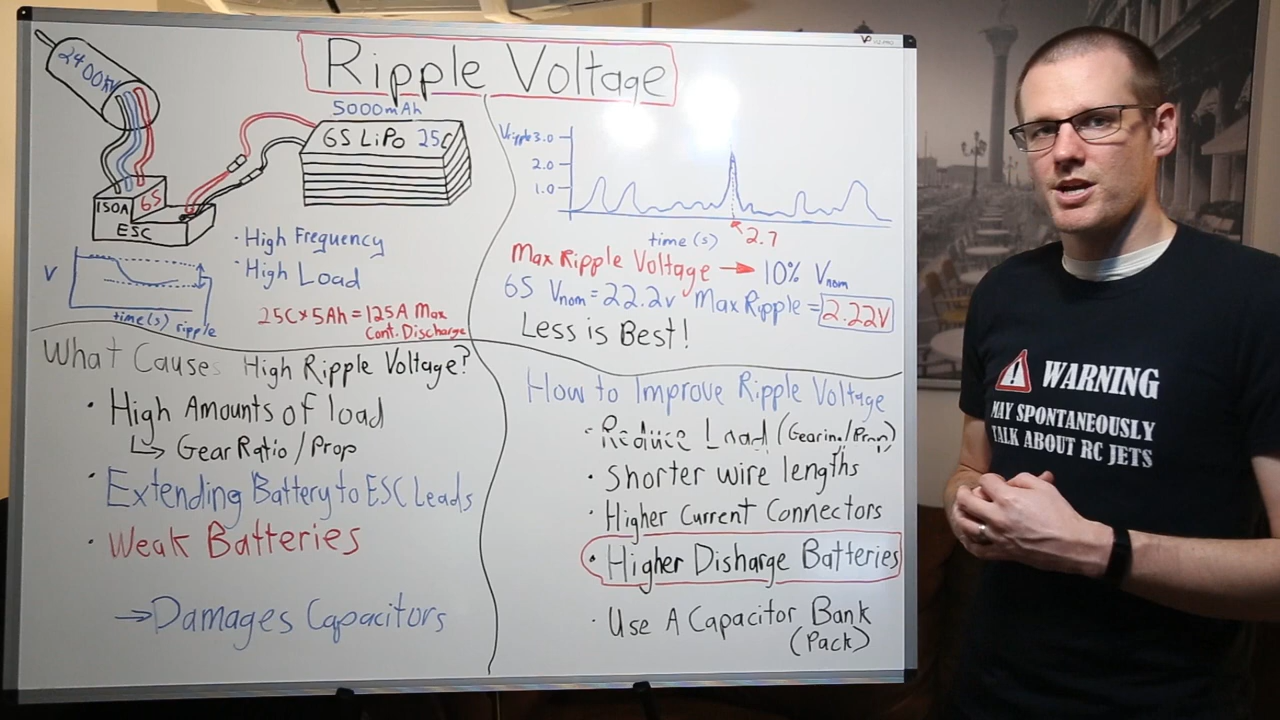 Ripple Voltage
2400kV
5000mAh
6S LiPo 25C
150A 6S
ESC
• High Frequency
• High Load
V
time(s) ripple
25C x 5Ah = 125A Max
Cont. Discharge
Vripple 3.0
2.0
1.0
time(s)
2.7
Max Ripple Voltage → 10% Vnom
6S Vnom = 22.2v Max Ripple = 2.22V
Less is Best!
What Causes High Ripple Voltage?
• High Amounts of load
↳ Gear Ratio / Prop
• Extending Battery to ESC Leads
• Weak Batteries
→ Damages Capacitors
How to Improve Ripple Voltage
• Reduce Load (Gearing/Prop)
• Shorter wire lengths
• Higher Current Connectors
• Higher Disharge Batteries
• Use A Capacitor Bank
(Pack)
WARNING
MAY SPONTANEOUSLY
TALK ABOUT RC JETS